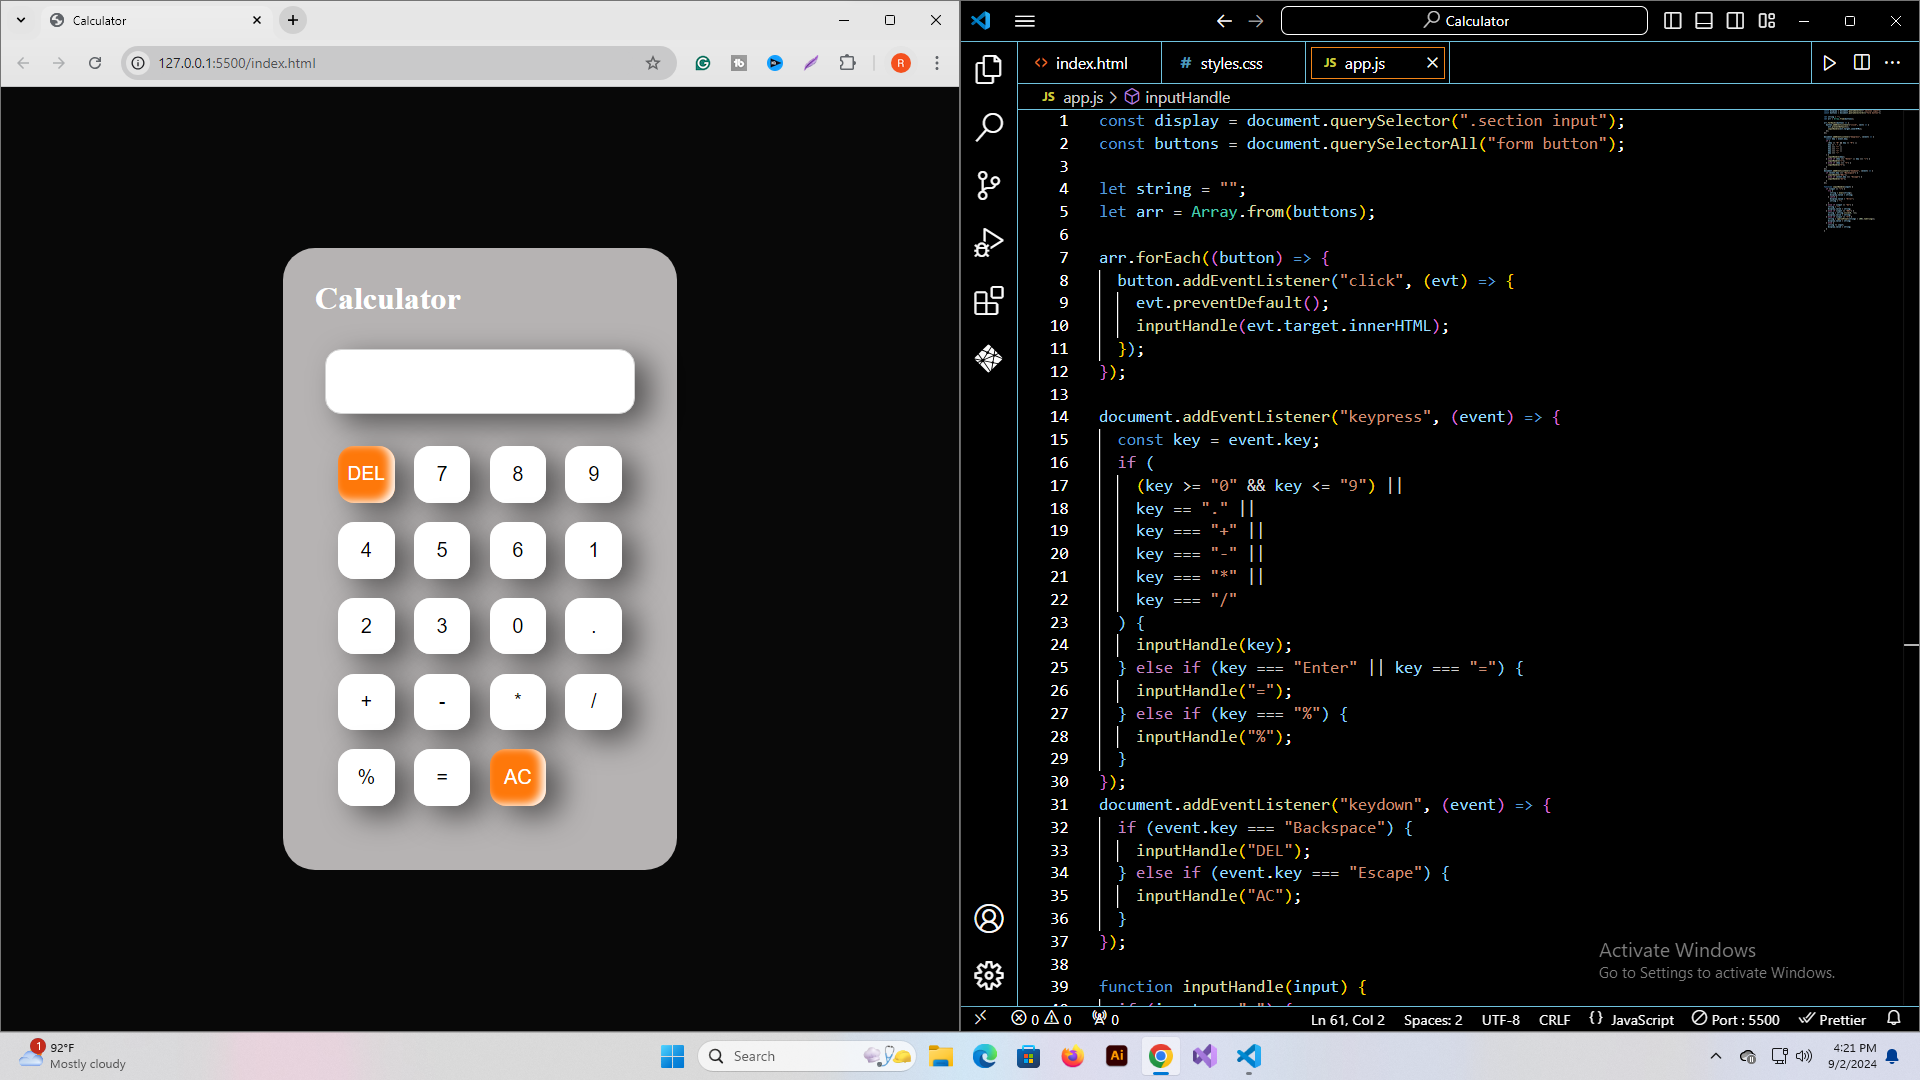 Calculator
127.0.0.1:5500/index.html
R
Calculator
DEL 7 8 9
4 5 6 1
2 3 0 .
+ - * /
% = AC
Calculator
index.html
# styles.css
JS app.js
JS app.js > inputHandle
1 const display = document.querySelector(".section input");
2 const buttons = document.querySelectorAll("form button");
3
4 let string = "";
5 let arr = Array.from(buttons);
6
7 arr.forEach((button) => {
8 button.addEventListener("click", (evt) => {
9 evt.preventDefault();
10 inputHandle(evt.target.innerHTML);
11 });
12 });
13
14 document.addEventListener("keypress", (event) => {
15 const key = event.key;
16 if (
17 (key >= "0" && key <= "9") ||
18 key == "." ||
19 key === "+" ||
20 key === "-" ||
21 key === "*" ||
22 key === "/"
23 ) {
24 inputHandle(key);
25 } else if (key === "Enter" || key === "=") {
26 inputHandle("=");
27 } else if (key === "%") {
28 inputHandle("%");
29 }
30 });
31 document.addEventListener("keydown", (event) => {
32 if (event.key === "Backspace") {
33 inputHandle("DEL");
34 } else if (event.key === "Escape") {
35 inputHandle("AC");
36 }
37 });
38
39 function inputHandle(input) {
Activate Windows
Go to Settings to activate Windows.
0 0 0
Ln 61, Col 2 Spaces: 2 UTF-8 CRLF {} JavaScript Port : 5500 Prettier
1
92°F
Mostly cloudy
Search
Ai
4:21 PM
9/2/2024